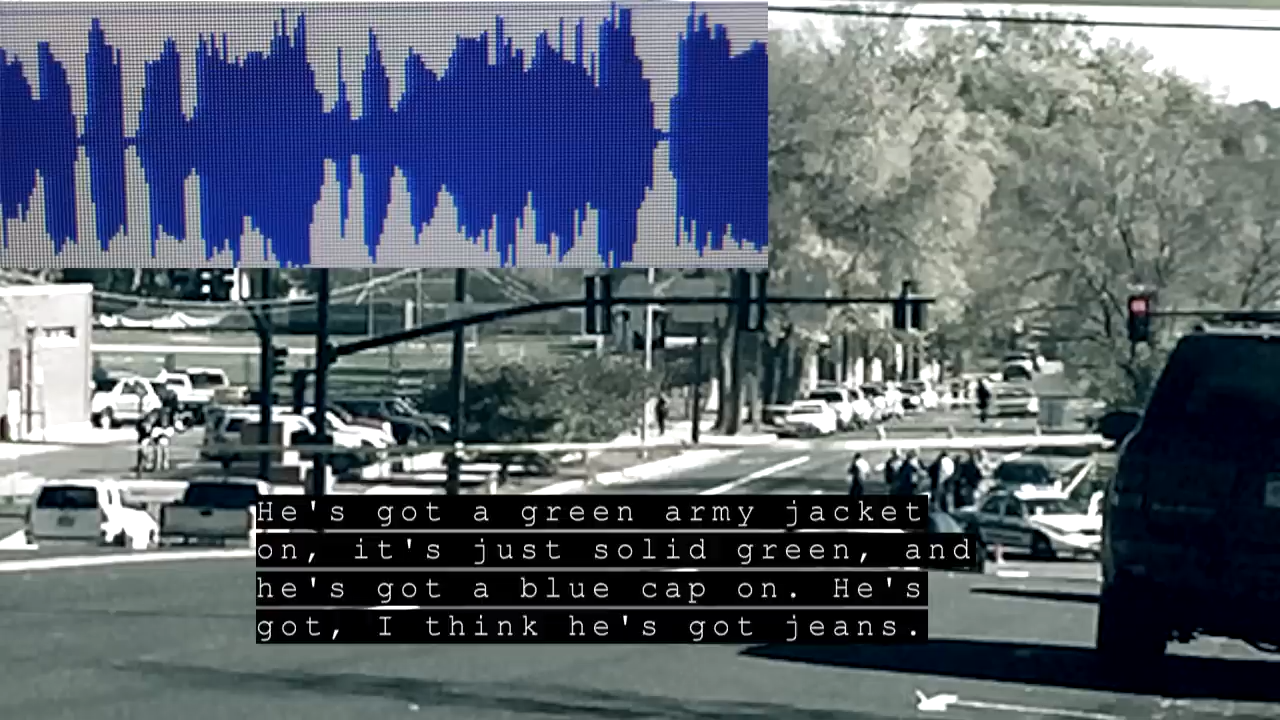 He's got a green army jacket
on, it's just solid green, and
he's got a blue cap on. He's
got, I think he's got jeans.